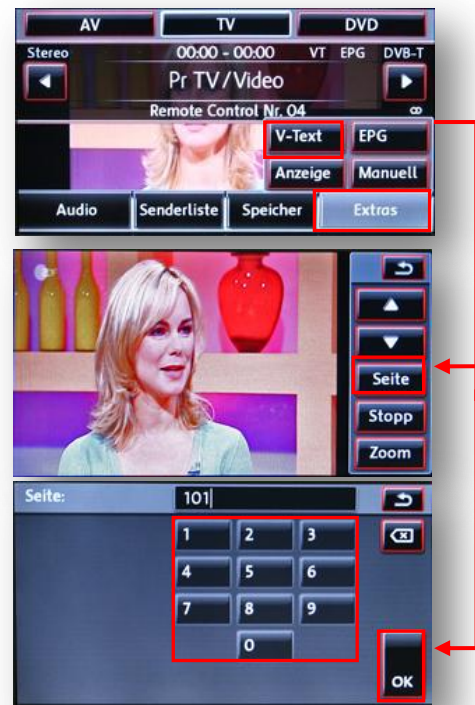 AV TV DVD
Stereo 00:00 - 00:00 VT EPG DVB-T
Pr TV/Video
Remote Control Nr. 04
V-Text EPG
Anzeige Manuell
Audio Senderliste Speicher Extras
Seite
Stopp
Zoom
Seite: 101
1 2 3
4 5 6
7 8 9
0
OK